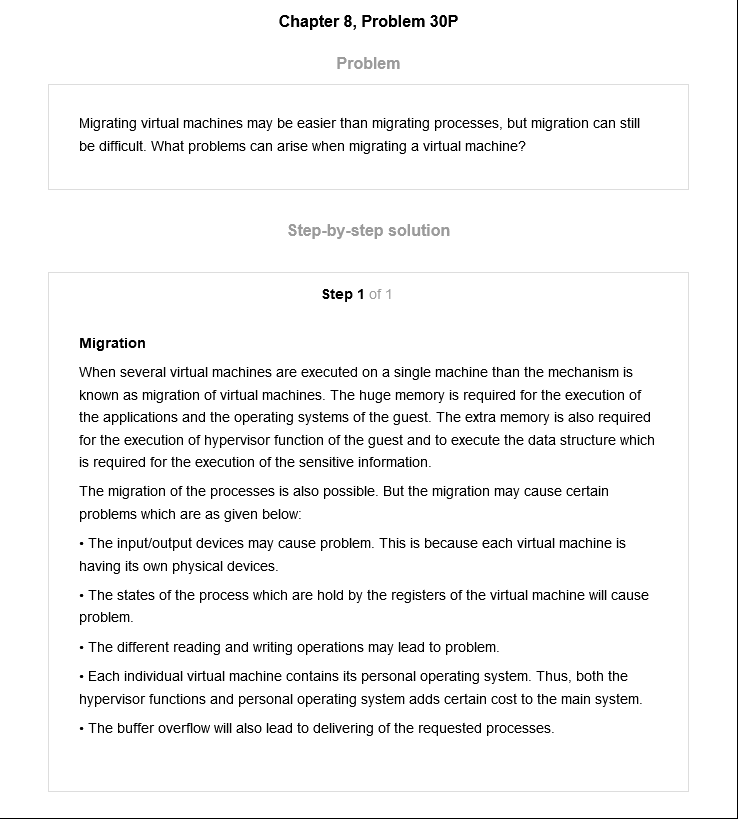 Chapter 8, Problem 30P
Problem
Migrating virtual machines may be easier than migrating processes, but migration can still
be difficult. What problems can arise when migrating a virtual machine?
Step-by-step solution
Step 1 of 1
Migration
When several virtual machines are executed on a single machine than the mechanism is
known as migration of virtual machines. The huge memory is required for the execution of
the applications and the operating systems of the guest. The extra memory is also required
for the execution of hypervisor function of the guest and to execute the data structure which
is required for the execution of the sensitive information.
The migration of the processes is also possible. But the migration may cause certain
problems which are as given below:
• The input/output devices may cause problem. This is because each virtual machine is
having its own physical devices.
• The states of the process which are hold by the registers of the virtual machine will cause
problem.
• The different reading and writing operations may lead to problem.
• Each individual virtual machine contains its personal operating system. Thus, both the
hypervisor functions and personal operating system adds certain cost to the main system.
• The buffer overflow will also lead to delivering of the requested processes.